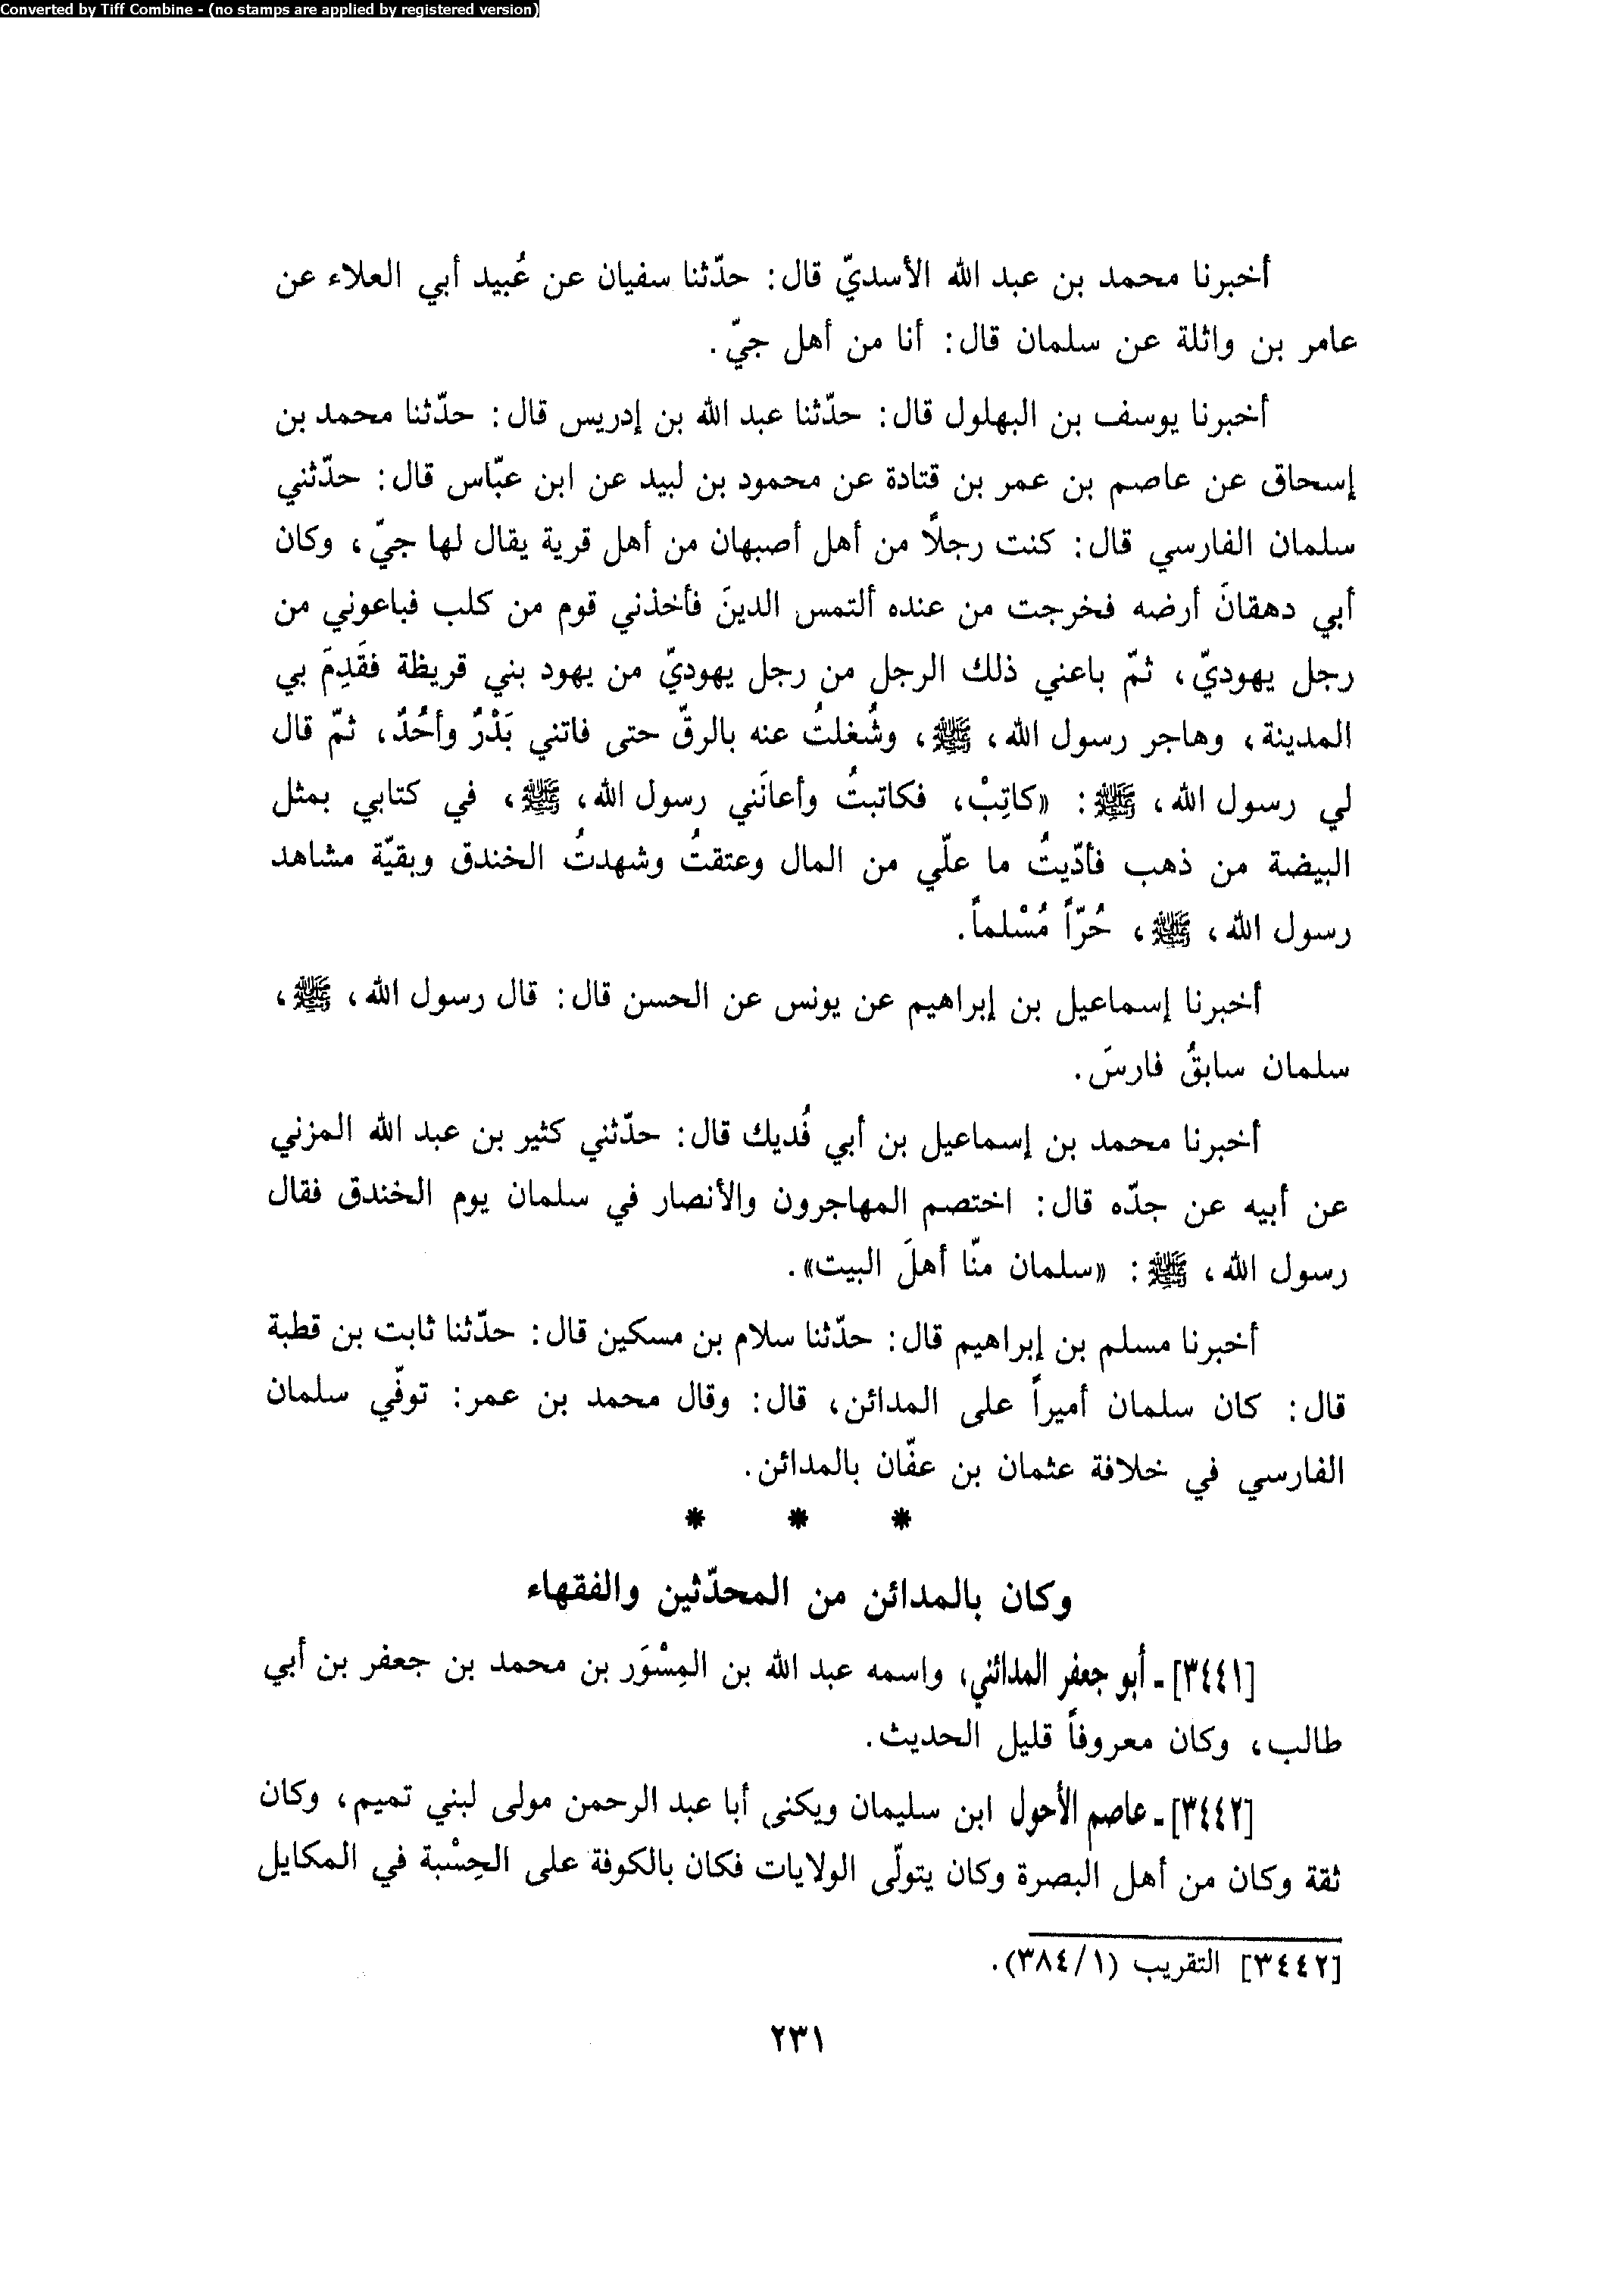 Converted by Tiff Combine - (no stamps are applied by registered version)
أخبرنا محمد بن عبد الله الأسديّ قال: حدّثنا سفيان عن عُبيد أبي العلاء عن
عامر بن واثلة عن سلمان قال: أنا من أهل جيّ.
أخبرنا يوسف بن البهلول قال: حدّثنا عبد الله بن إدريس قال: حدّثنا محمد بن
إسحاق عن عاصم بن عمر بن قتادة عن محمود بن لبيد عن ابن عبّاس قال: حدّثني
سلمان الفارسي قال: كنت رجلًا من أهل أصبهان من أهل قرية يقال لها جيّ، وكان
أبي دهقانَ أرضه فخرجت من عنده ألتمس الدينَ فأخذني قوم من كلب فباعوني من
رجل يهوديّ، ثمّ باعني ذلك الرجل من رجل يهوديّ من يهود بني قريظة فقَدِمَ بي
المدينة، وهاجر رسول الله، ﷺ، وشُغلتُ عنه بالرقّ حتى فاتني بَدْرٌ وأُحُدٌ، ثمّ قال
لي رسول الله، ﷺ: «كاتِبْ، فكاتبتُ وأعانَني رسول الله، ﷺ، في كتابي بمثل
البيضة من ذهب فأدّيتُ ما علّي من المال وعتقتُ وشهدتُ الخندق وبقيّة مشاهد
رسول الله، ﷺ، حُرّاً مُسْلماً.
أخبرنا إسماعيل بن إبراهيم عن يونس عن الحسن قال: قال رسول الله، ﷺ،
سلمان سابقُ فارسَ.
أخبرنا محمد بن إسماعيل بن أبي فُديك قال: حدّثني كثير بن عبد الله المزني
عن أبيه عن جدّه قال: اختصم المهاجرون والأنصار في سلمان يوم الخندق فقال
رسول الله، ﷺ: «سلمان منّا أهلَ البيت».
أخبرنا مسلم بن إبراهيم قال: حدّثنا سلام بن مسكين قال: حدّثنا ثابت بن قطبة
قال: كان سلمان أميراً على المدائن، قال: وقال محمد بن عمر: توفّي سلمان
الفارسي في خلافة عثمان بن عفّان بالمدائن.
* * *
وكان بالمدائن من المحدّثين والفقهاء
[٣٤٤١] ـ أبو جعفر المدائني، واسمه عبد الله بن المِسْوَر بن محمد بن جعفر بن أبي
طالب، وكان معروفاً قليل الحديث.
[٣٤٤٢] ـ عاصم الأحول ابن سليمان ويكنى أبا عبد الرحمن مولى لبني تميم، وكان
ثقة وكان من أهل البصرة وكان يتولّى الولايات فكان بالكوفة على الحِسْبة في المكايل
[٣٤٤٢] التقريب (٣٨٤/١).
٢٣١